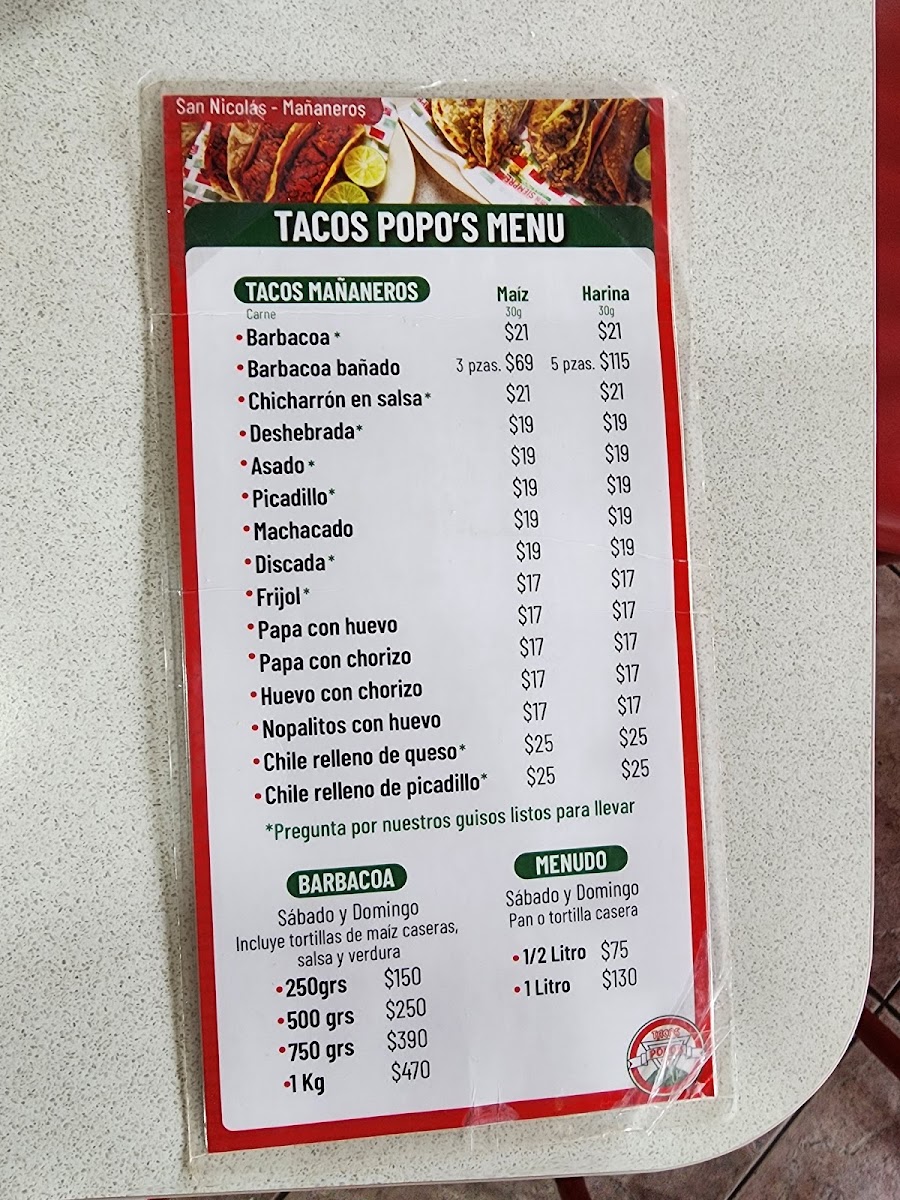 San Nicolás - Mañaneros
TACOS POPO'S MENU
TACOS MAÑANEROS Maíz Harina
Carne 30g 30g
•Barbacoa* $21 $21
•Barbacoa bañado 3 pzas. $69 5 pzas. $115
•Chicharrón en salsa* $21 $21
•Deshebrada* $19 $19
•Asado* $19 $19
•Picadillo* $19 $19
•Machacado $19 $19
•Discada* $19 $19
•Frijol* $17 $17
•Papa con huevo $17 $17
•Papa con chorizo $17 $17
•Huevo con chorizo $17 $17
•Nopalitos con huevo $17 $17
•Chile relleno de queso* $25 $25
•Chile relleno de picadillo* $25 $25
*Pregunta por nuestros guisos listos para llevar
BARBACOA
Sábado y Domingo
Incluye tortillas de maíz caseras,
salsa y verdura
•250grs $150
•500 grs $250
•750 grs $390
•1 Kg $470
MENUDO
Sábado y Domingo
Pan o tortilla casera
•1/2 Litro $75
•1 Litro $130
TACOS